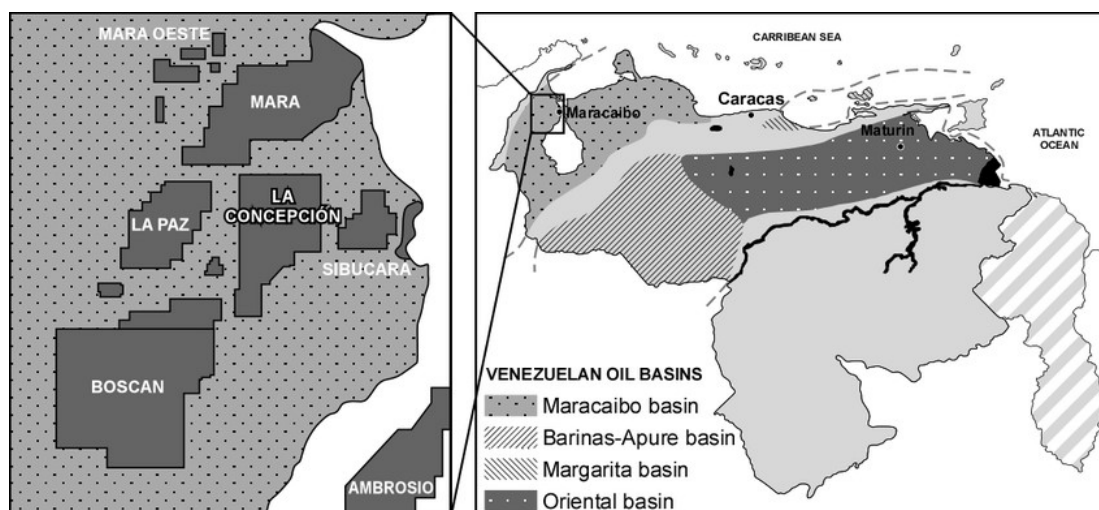 MARA OESTE
MARA
LA
CONCEPCIÓN
LA PAZ
SIBUCARA
BOSCAN
AMBROSIO
CARRIBEAN SEA
Caracas
Maracaibo
Maturin
ATLANTIC
OCEAN
VENEZUELAN OIL BASINS
Maracaibo basin
Barinas-Apure basin
Margarita basin
Oriental basin